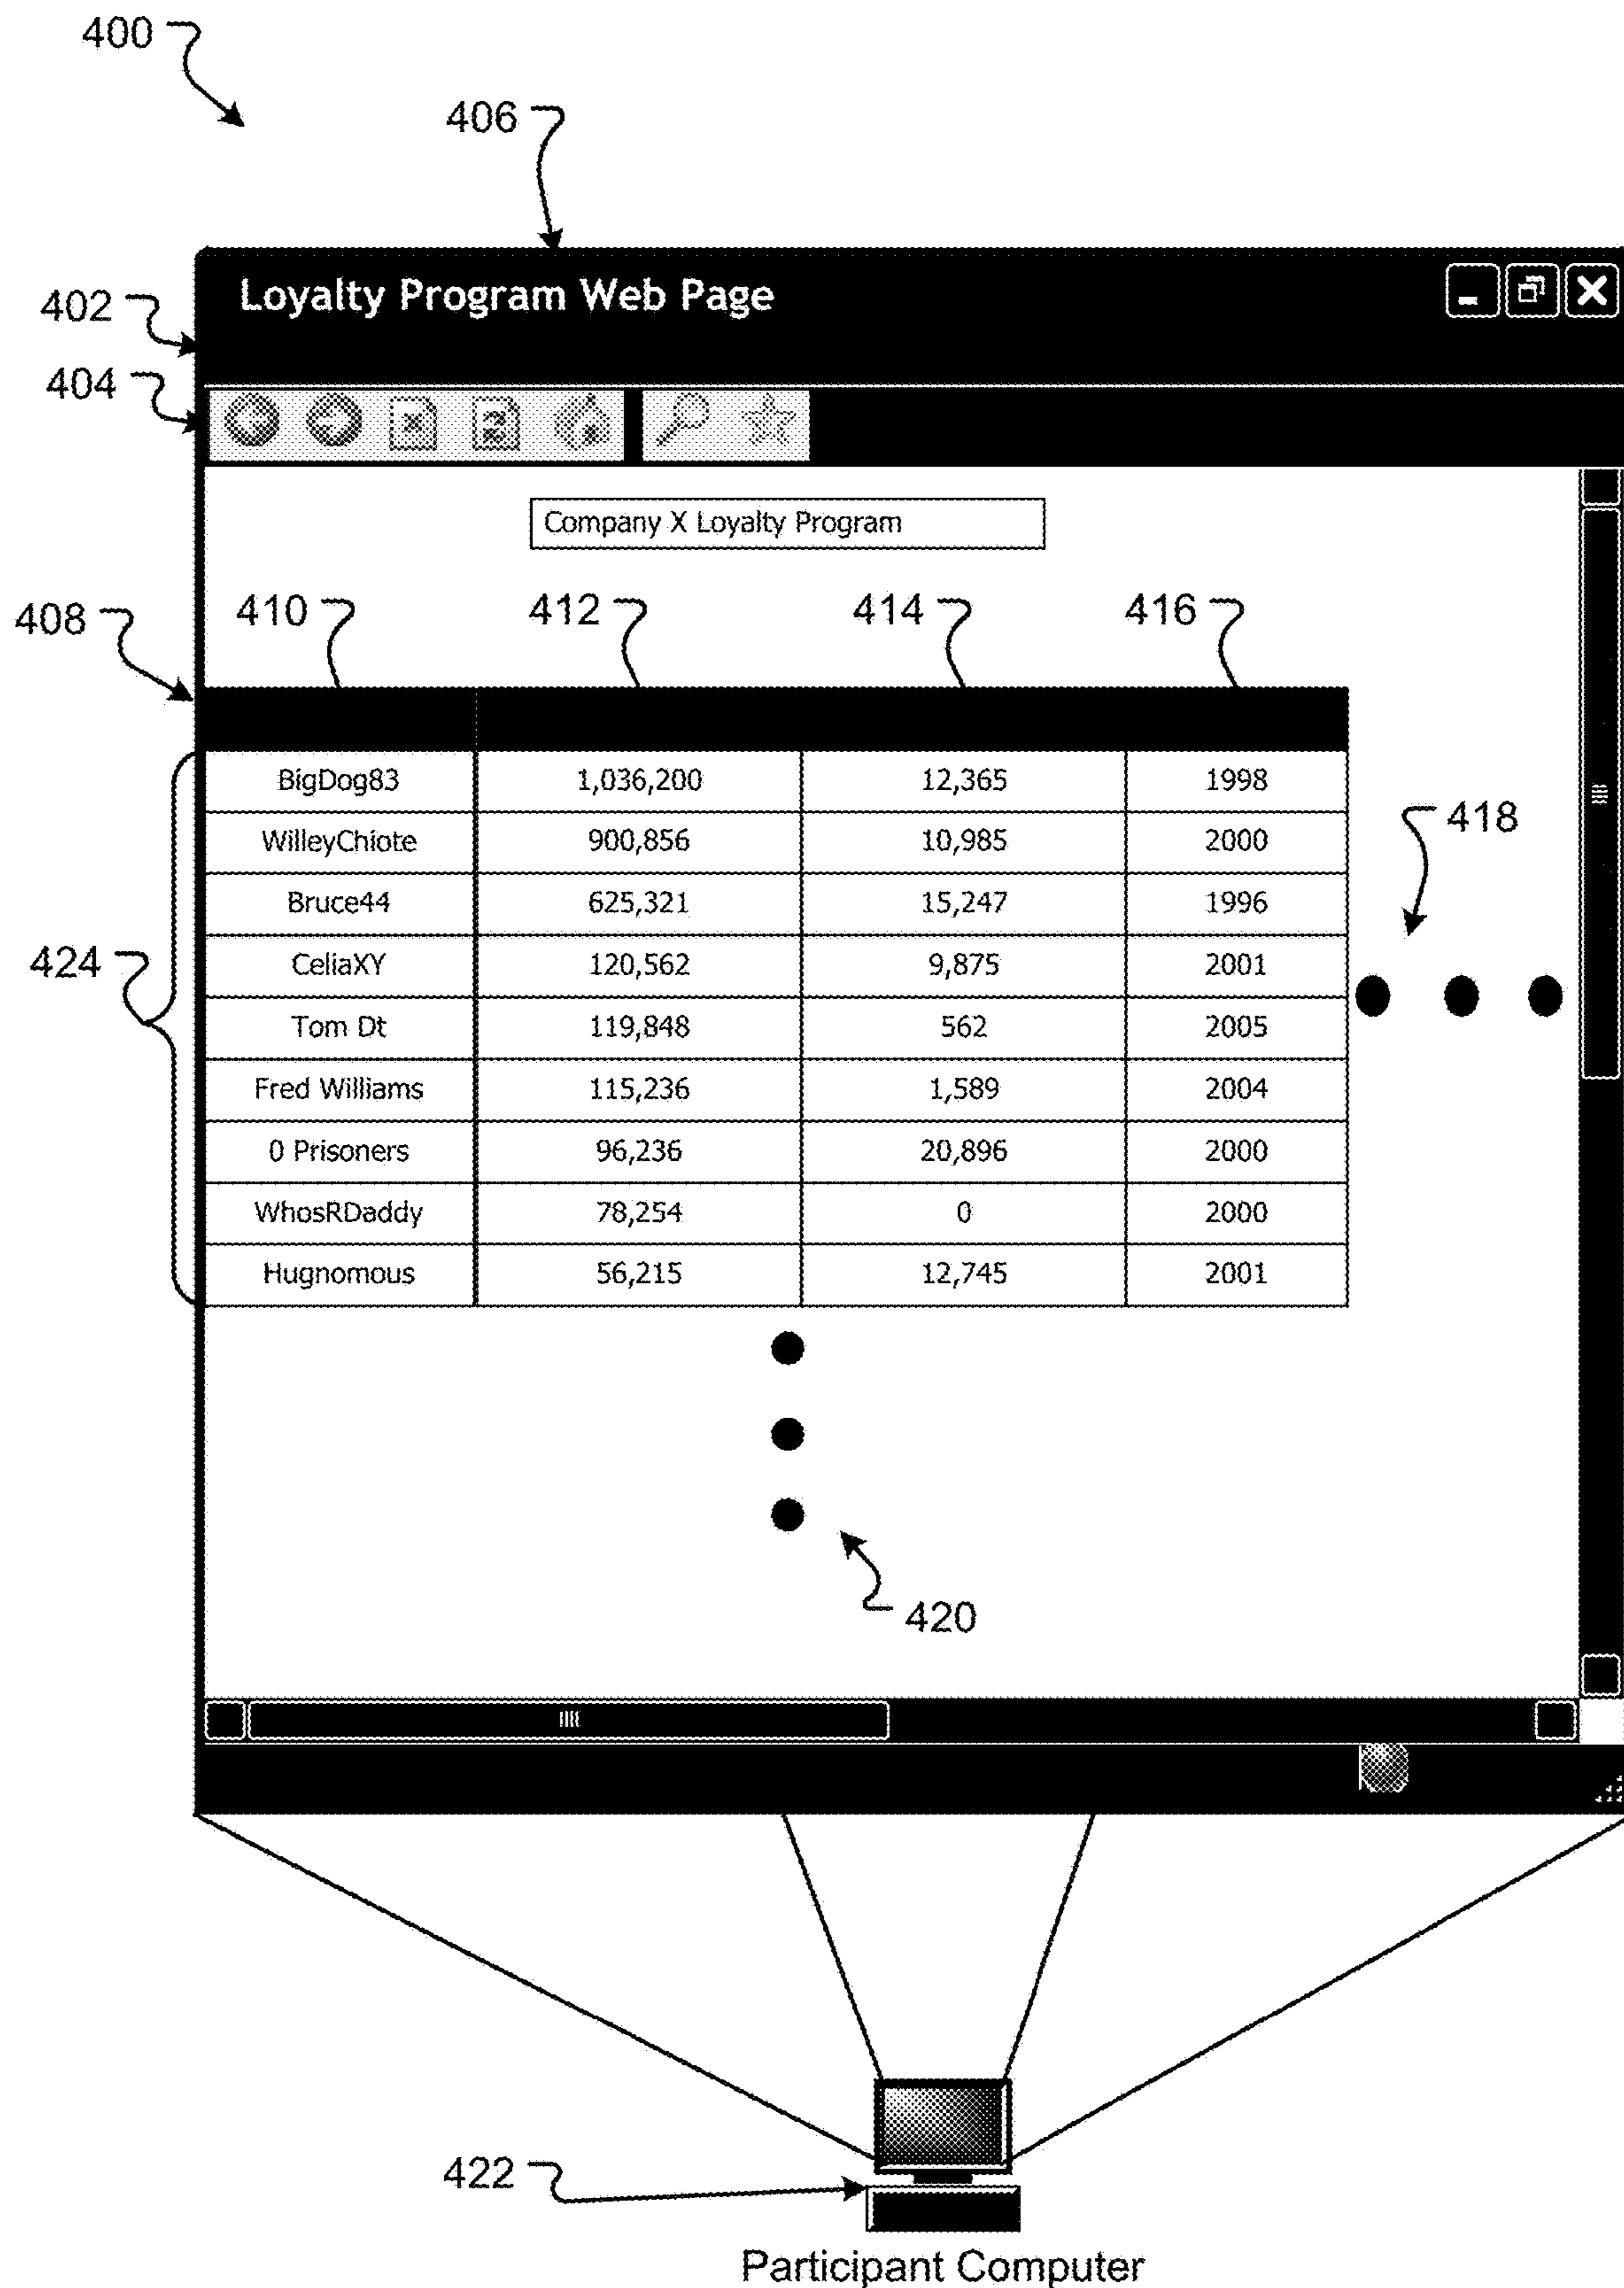 400
406
402
Loyalty Program Web Page
404
Company X Loyalty Program
408
410 412 414 416
BigDog83 1,036,200 12,365 1998
WilleyChiote 900,856 10,985 2000
418
Bruce44 625,321 15,247 1996
424
CeliaXY 120,562 9,875 2001
Tom Dt 119,848 562 2005
Fred Williams 115,236 1,589 2004
0 Prisoners 96,236 20,896 2000
WhosRDaddy 78,254 0 2000
Hugnomous 56,215 12,745 2001
420
422
Participant Computer